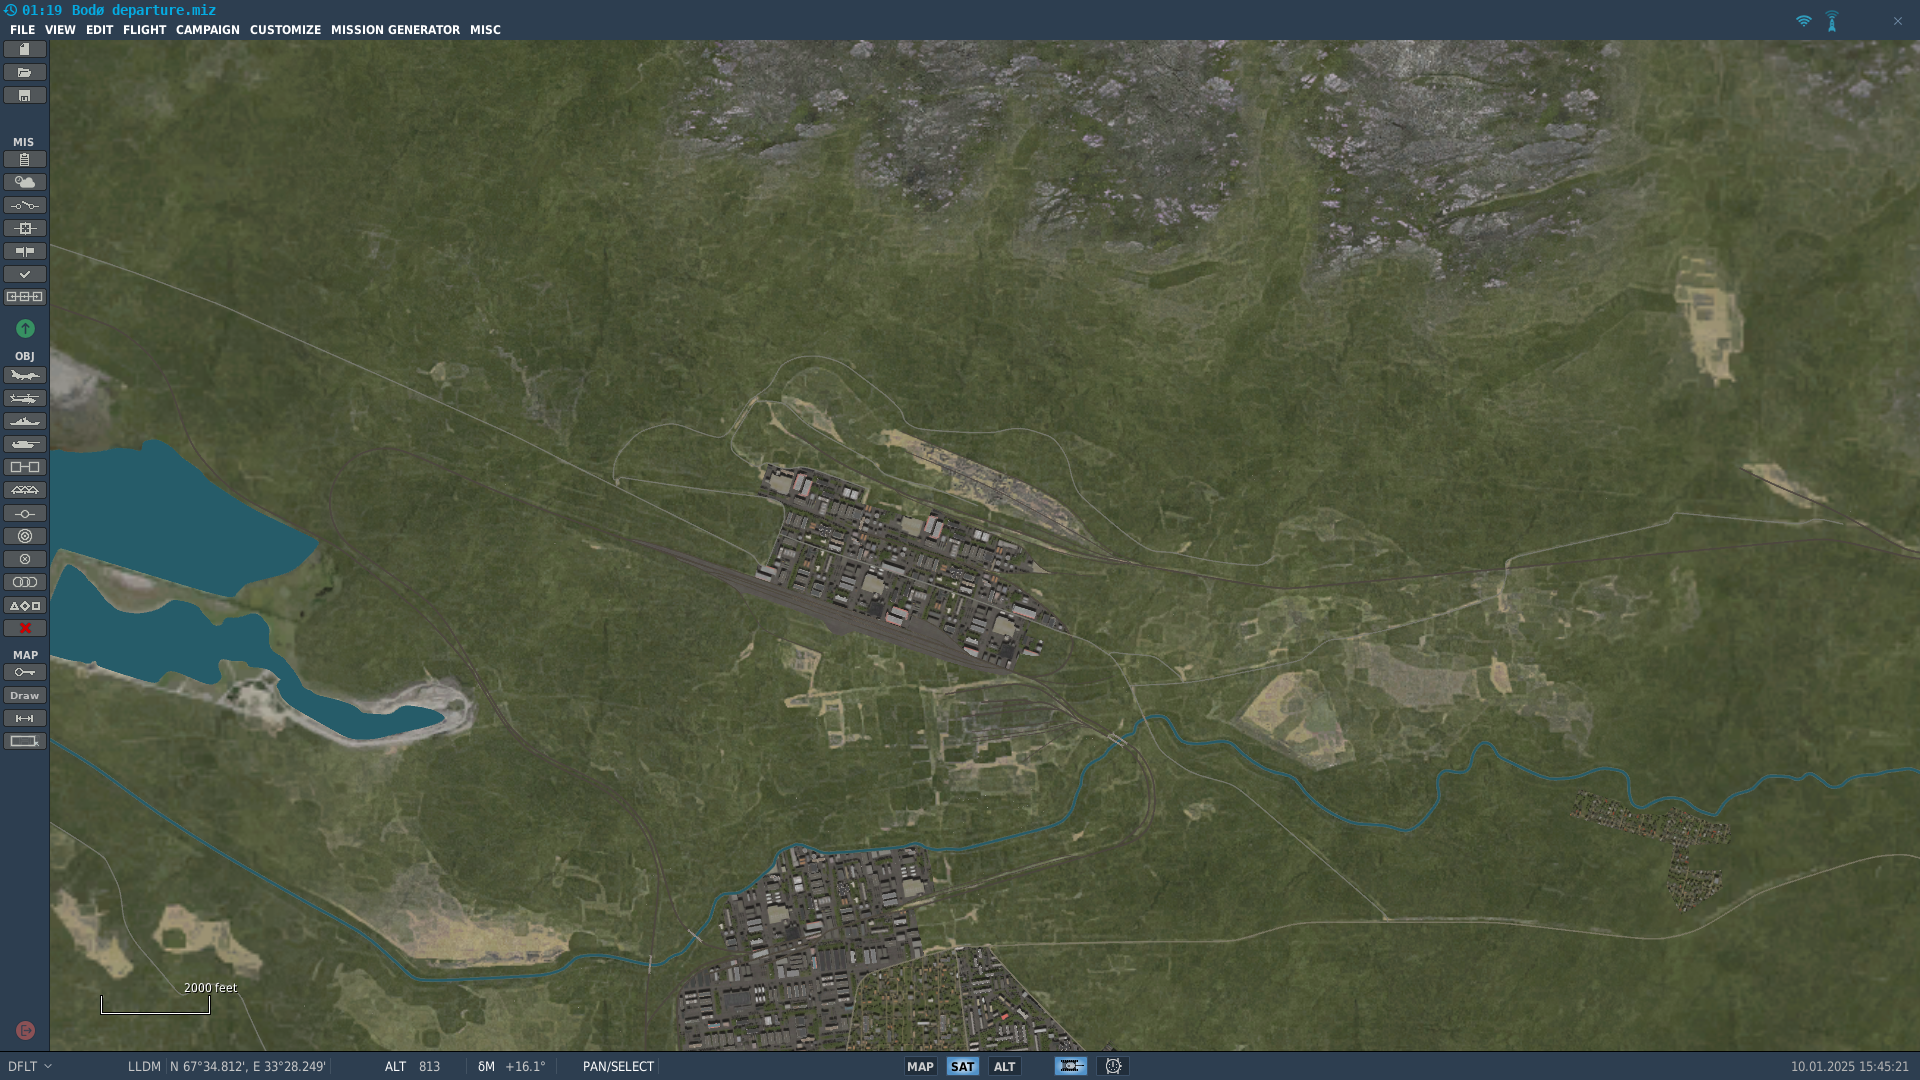 01:19 Bodø departure.miz
FILE VIEW EDIT FLIGHT CAMPAIGN CUSTOMIZE MISSION GENERATOR MISC
MIS
OBJ
MAP
Draw
2000 feet
DFLT LLDM N 67°34.812', E 33°28.249' ALT 813 δM +16.1° PAN/SELECT MAP SAT ALT 10.01.2025 15:45:21